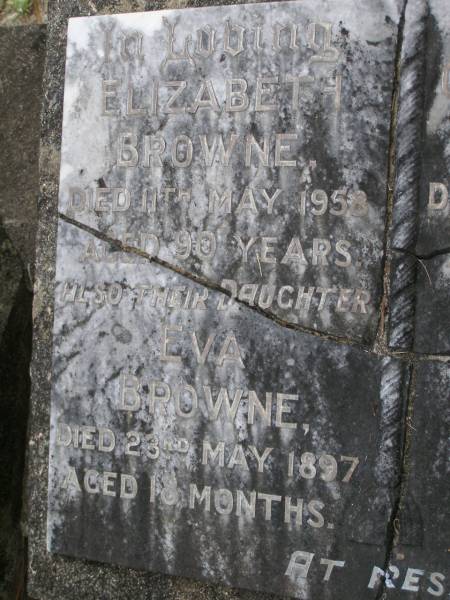 In Loving
ELIZABETH
BROWNE.
DIED 11TH MAY 1958
AGED 90 YEARS.
ALSO THEIR DAUGHTER
EVA
BROWNE,
DIED 23RD MAY 1897
AGED 18 MONTHS.
AT RES
D